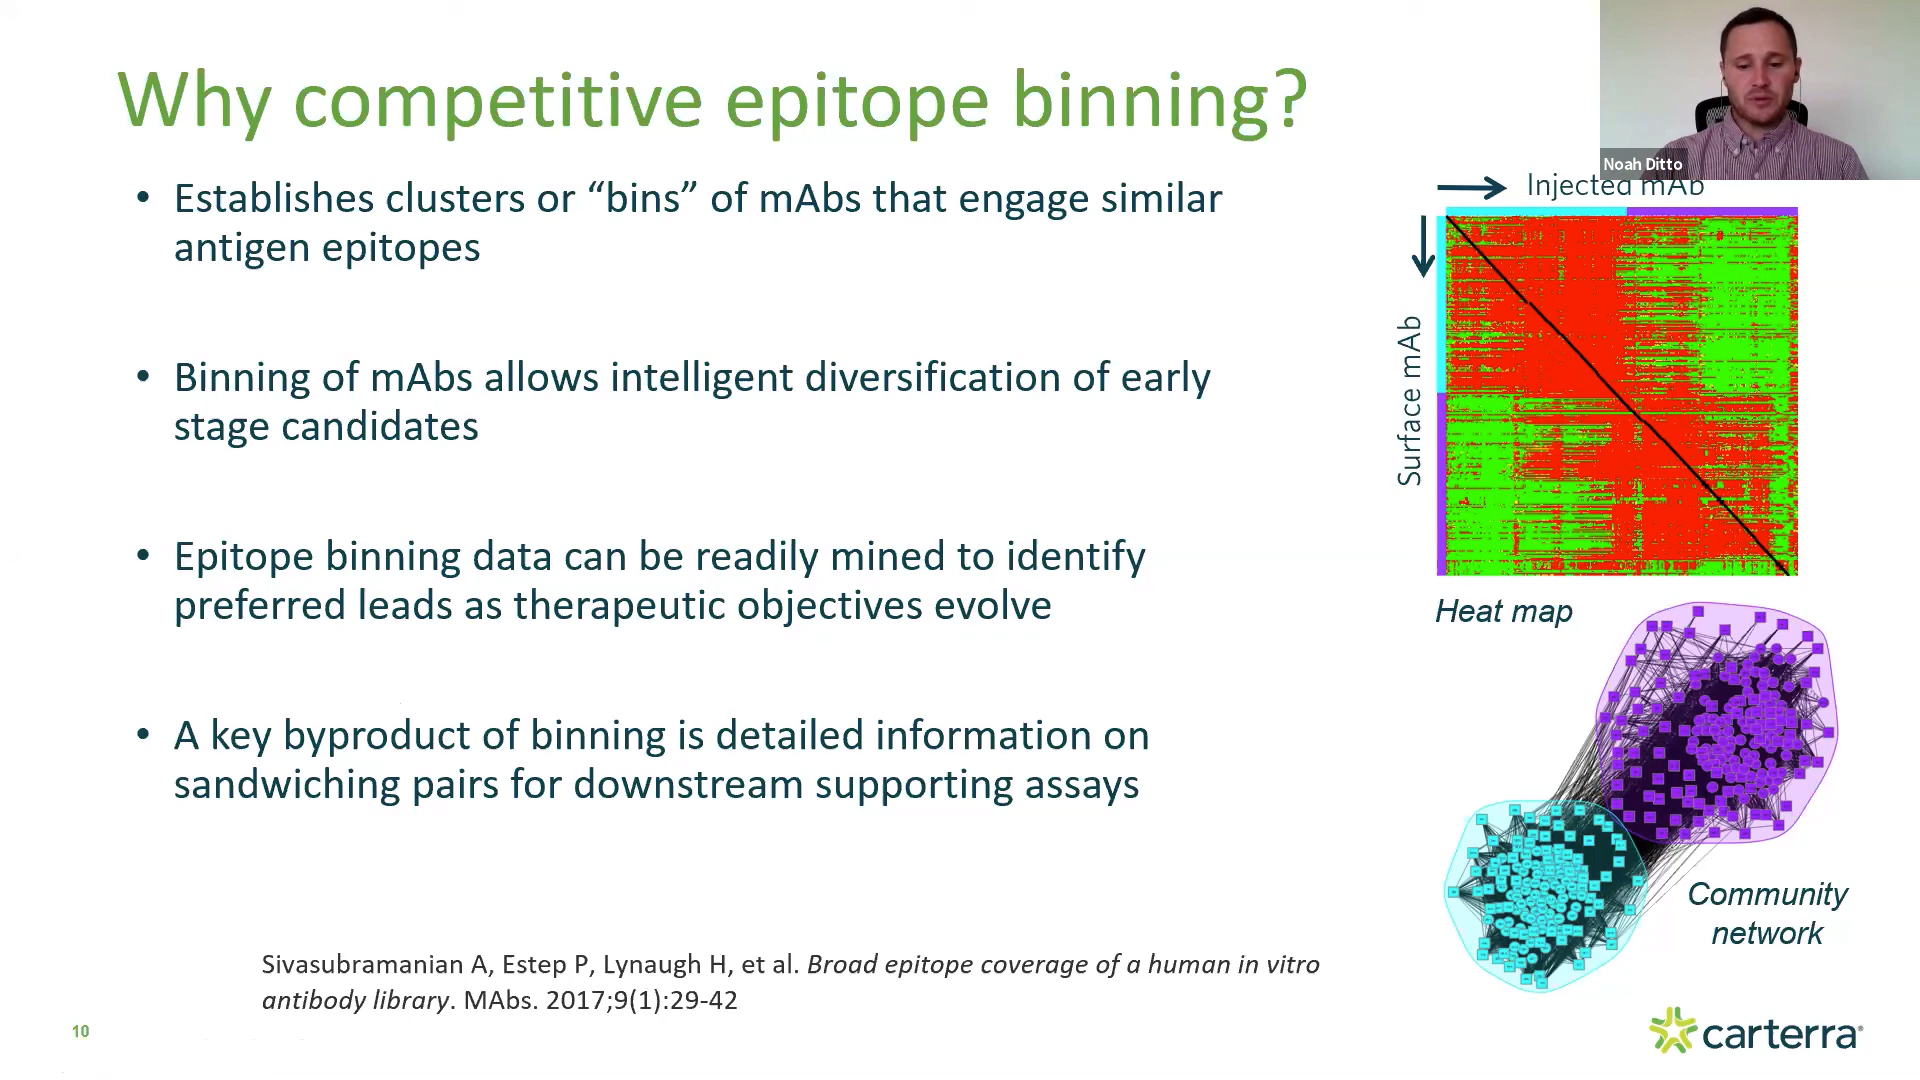 Why competitive epitope binning?
Noah Ditto
• Establishes clusters or “bins” of mAbs that engage similar
antigen epitopes
• Binning of mAbs allows intelligent diversification of early
stage candidates
• Epitope binning data can be readily mined to identify
preferred leads as therapeutic objectives evolve
• A key byproduct of binning is detailed information on
sandwiching pairs for downstream supporting assays
Injected mAb
Surface mAb
Heat map
Community
network
Sivasubramanian A, Estep P, Lynaugh H, et al. Broad epitope coverage of a human in vitro
antibody library. MAbs. 2017;9(1):29-42
10
carterra®